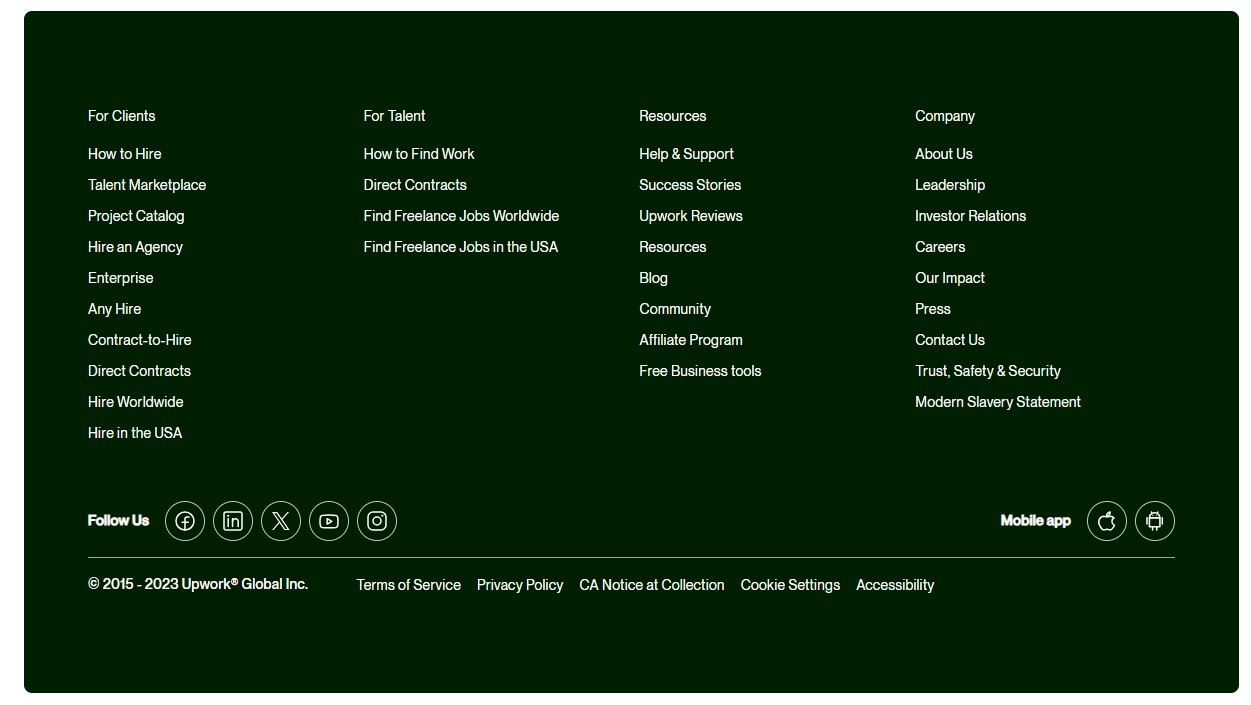 For Clients
How to Hire
Talent Marketplace
Project Catalog
Hire an Agency
Enterprise
Any Hire
Contract-to-Hire
Direct Contracts
Hire Worldwide
Hire in the USA
For Talent
How to Find Work
Direct Contracts
Find Freelance Jobs Worldwide
Find Freelance Jobs in the USA
Resources
Help & Support
Success Stories
Upwork Reviews
Resources
Blog
Community
Affiliate Program
Free Business tools
Company
About Us
Leadership
Investor Relations
Careers
Our Impact
Press
Contact Us
Trust, Safety & Security
Modern Slavery Statement
Follow Us
Mobile app
© 2015 - 2023 Upwork® Global Inc.
Terms of Service Privacy Policy CA Notice at Collection Cookie Settings Accessibility